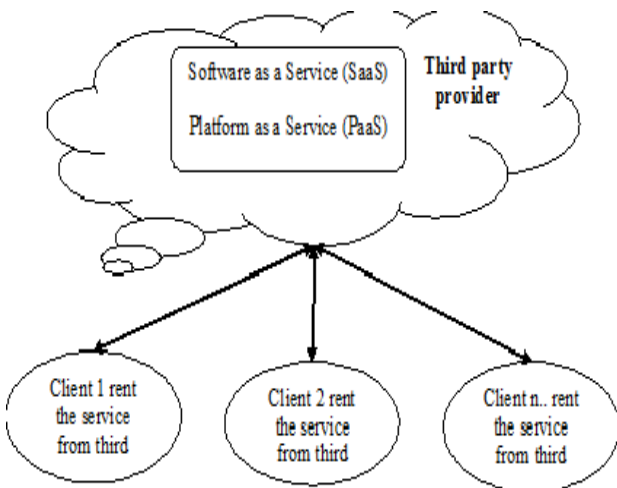 Software as a Service (SaaS)
Platform as a Service (PaaS)
Third party
provider
Client 1 rent
the service
from third
Client 2 rent
the service
from third
Client n.. rent
the service
from third